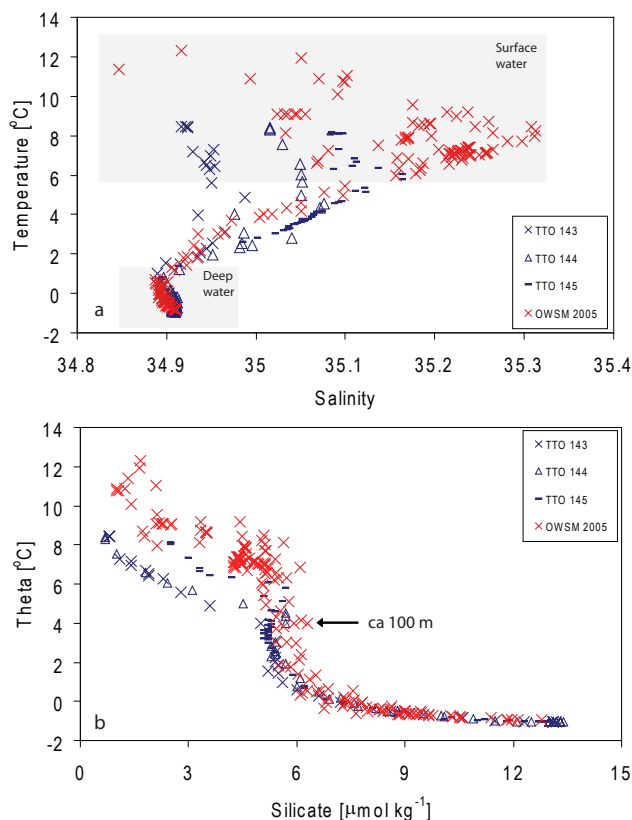 14
12
10
8
6
4
2
0
-2
Temperature [ºC]
Surface
water
Deep
water
TTO 143
TTO 144
TTO 145
OWSM 2005
a
34.8 34.9 35 35.1 35.2 35.3 35.4
Salinity
14
12
10
8
6
4
2
0
-2
Theta [ºC]
TTO 143
TTO 144
TTO 145
OWSM 2005
ca 100 m
b
0 3 6 9 12 15
Silicate [μmol kg⁻¹]